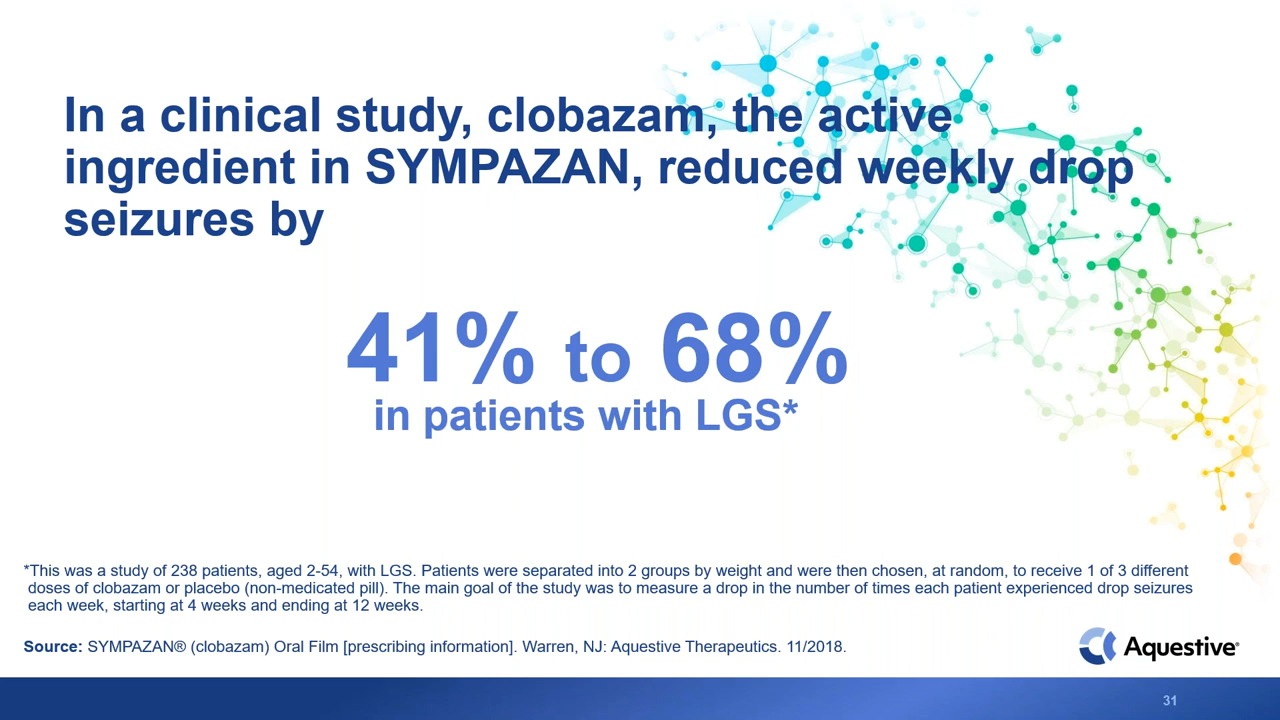 In a clinical study, clobazam, the active
ingredient in SYMPAZAN, reduced weekly drop
seizures by
41% to 68%
in patients with LGS*
*This was a study of 238 patients, aged 2-54, with LGS. Patients were separated into 2 groups by weight and were then chosen, at random, to receive 1 of 3 different
doses of clobazam or placebo (non-medicated pill). The main goal of the study was to measure a drop in the number of times each patient experienced drop seizures
each week, starting at 4 weeks and ending at 12 weeks.
Source: SYMPAZAN® (clobazam) Oral Film [prescribing information]. Warren, NJ: Aquestive Therapeutics. 11/2018.
Aquestive®
31